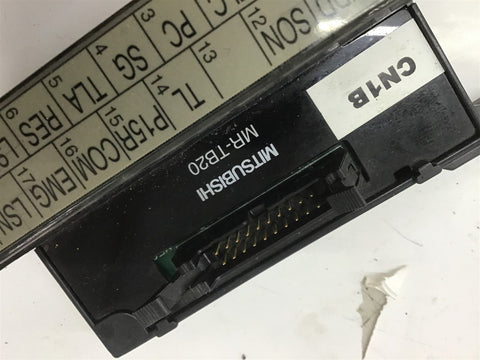 CN1B
MITSUBISHI
MR-TB20
3 4 5 6
PC SG TLA RES
12 13 14 15 16 17
SON TL P15R COM EMG LSN